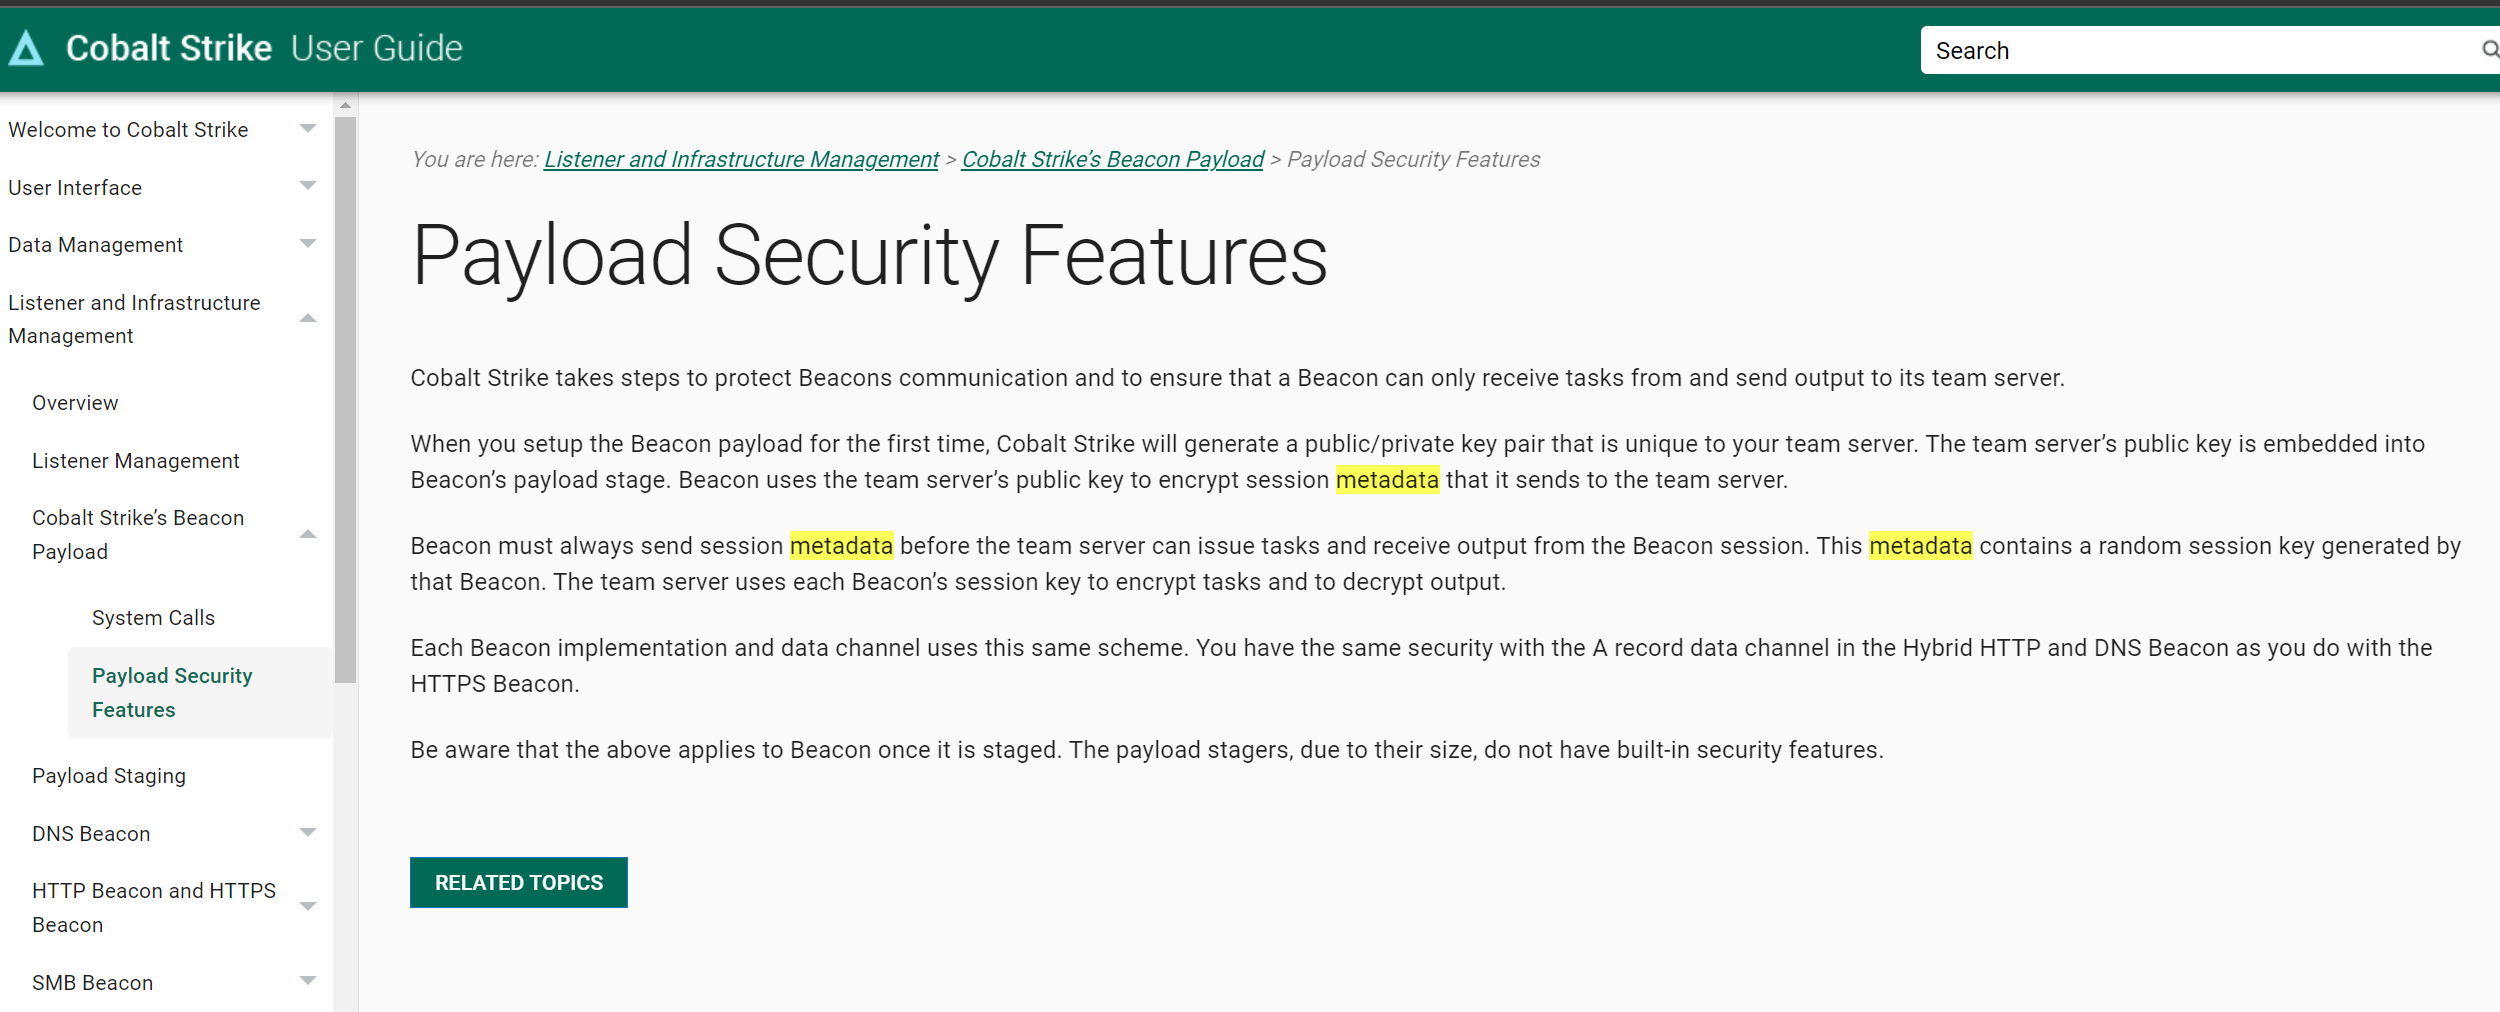 Cobalt Strike User Guide
Search
Welcome to Cobalt Strike
User Interface
Data Management
Listener and Infrastructure
Management
Overview
Listener Management
Cobalt Strike’s Beacon
Payload
System Calls
Payload Security
Features
Payload Staging
DNS Beacon
HTTP Beacon and HTTPS
Beacon
SMB Beacon
You are here: Listener and Infrastructure Management > Cobalt Strike’s Beacon Payload > Payload Security Features
Payload Security Features
Cobalt Strike takes steps to protect Beacons communication and to ensure that a Beacon can only receive tasks from and send output to its team server.
When you setup the Beacon payload for the first time, Cobalt Strike will generate a public/private key pair that is unique to your team server. The team server’s public key is embedded into
Beacon’s payload stage. Beacon uses the team server’s public key to encrypt session metadata that it sends to the team server.
Beacon must always send session metadata before the team server can issue tasks and receive output from the Beacon session. This metadata contains a random session key generated by
that Beacon. The team server uses each Beacon’s session key to encrypt tasks and to decrypt output.
Each Beacon implementation and data channel uses this same scheme. You have the same security with the A record data channel in the Hybrid HTTP and DNS Beacon as you do with the
HTTPS Beacon.
Be aware that the above applies to Beacon once it is staged. The payload stagers, due to their size, do not have built-in security features.
RELATED TOPICS